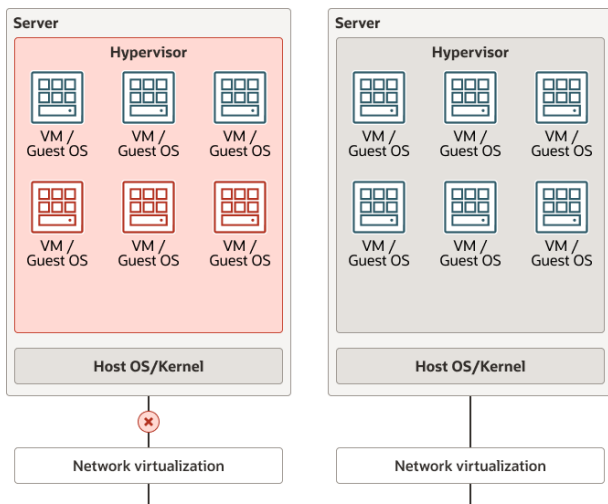 Server
Hypervisor
VM /
Guest OS
VM /
Guest OS
VM /
Guest OS
VM /
Guest OS
VM /
Guest OS
VM /
Guest OS
Host OS/Kernel
Network virtualization
Server
Hypervisor
VM /
Guest OS
VM /
Guest OS
VM /
Guest OS
VM /
Guest OS
VM /
Guest OS
VM /
Guest OS
Host OS/Kernel
Network virtualization